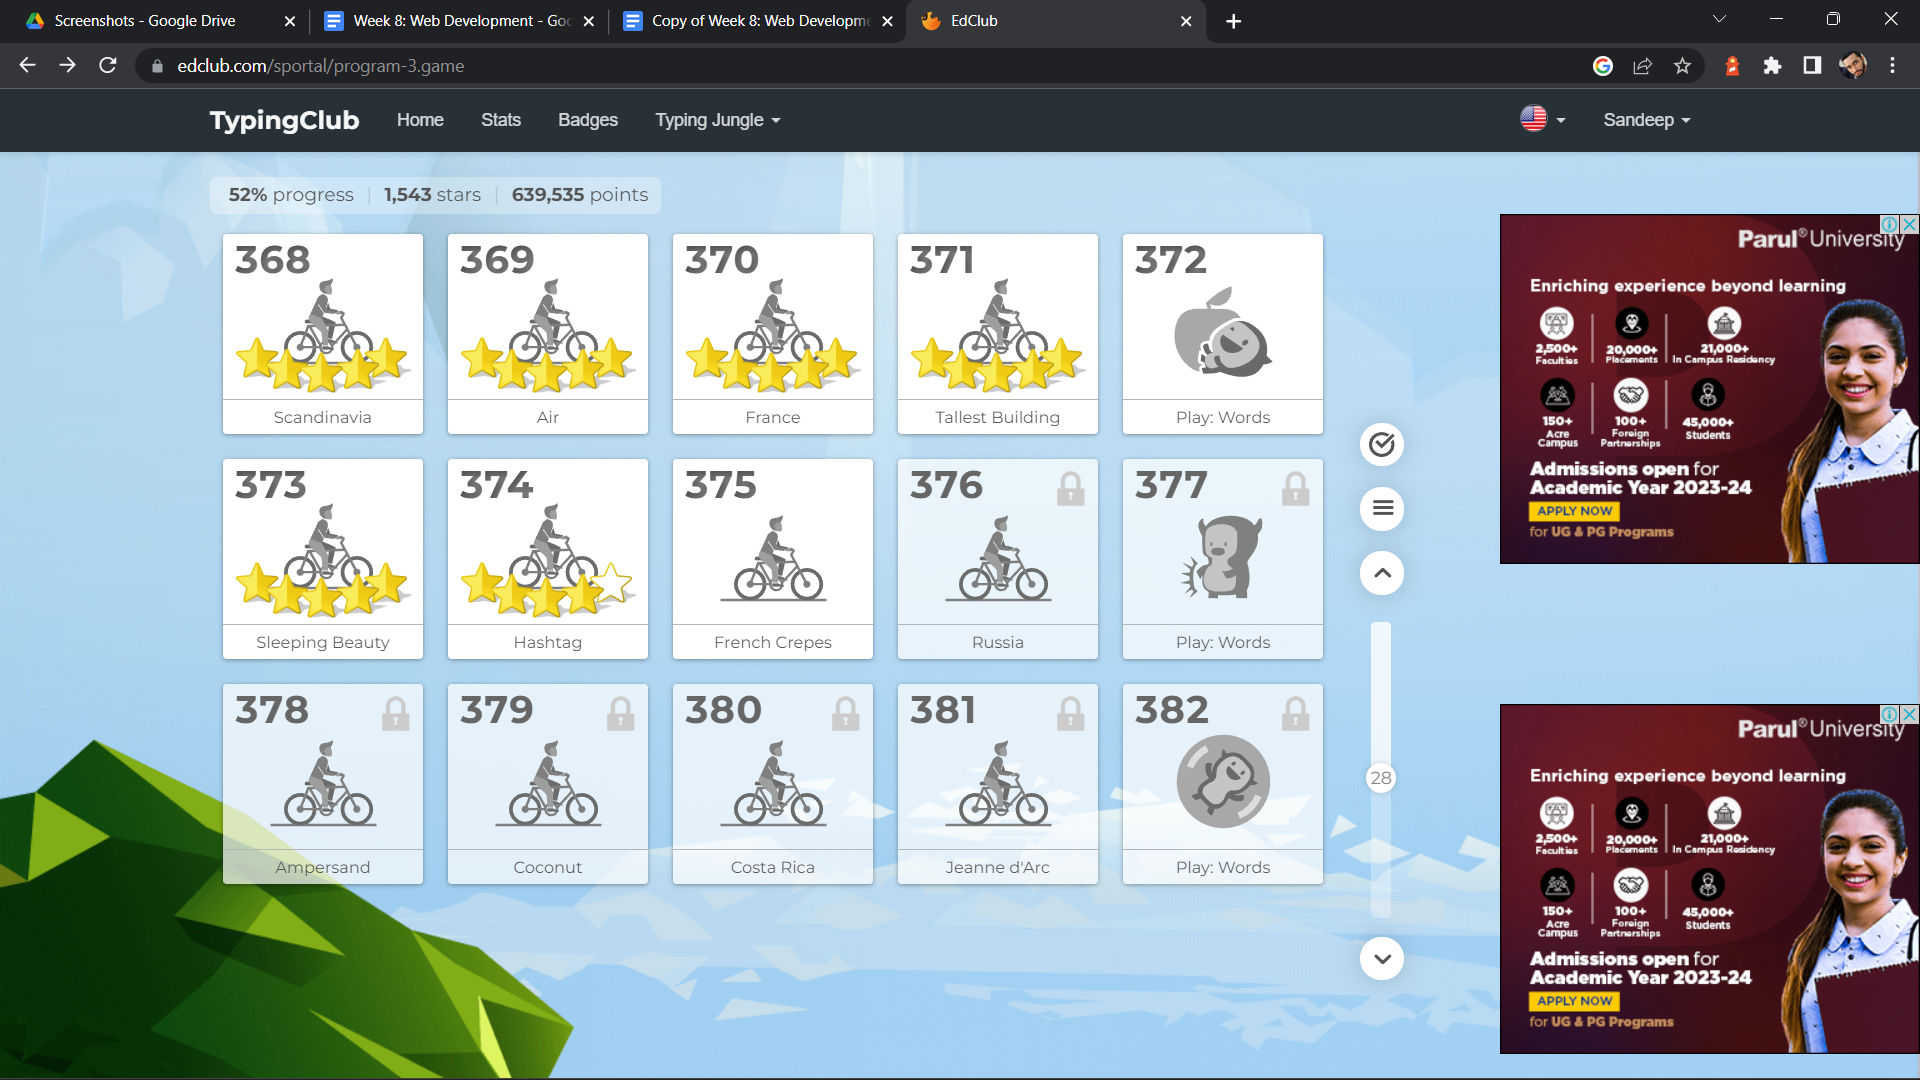 Screenshots - Google Drive
Week 8: Web Development - Goo
Copy of Week 8: Web Developme
EdClub
edclub.com/sportal/program-3.game
TypingClub
Home
Stats
Badges
Typing Jungle
Sandeep
52% progress
1,543 stars
639,535 points
368
369
370
371
372
Scandinavia
Air
France
Tallest Building
Play: Words
373
374
375
376
377
Sleeping Beauty
Hashtag
French Crepes
Russia
Play: Words
378
379
380
381
382
Ampersand
Coconut
Costa Rica
Jeanne d'Arc
Play: Words
28
Parul® University
Enriching experience beyond learning
2,500+ Faculties
20,000+ Placements
21,000+ In Campus Residency
150+ Acre Campus
100+ Foreign Partnerships
45,000+ Students
Admissions open for
Academic Year 2023-24
APPLY NOW
for UG & PG Programs
Parul® University
Enriching experience beyond learning
2,500+ Faculties
20,000+ Placements
21,000+ In Campus Residency
150+ Acre Campus
100+ Foreign Partnerships
45,000+ Students
Admissions open for
Academic Year 2023-24
APPLY NOW
for UG & PG Programs